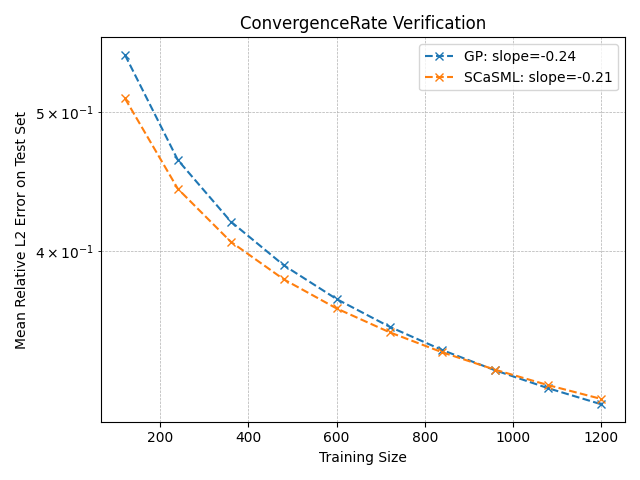 ConvergenceRate Verification
GP: slope=-0.24
SCaSML: slope=-0.21
Mean Relative L2 Error on Test Set
5 × 10⁻¹
4 × 10⁻¹
200 400 600 800 1000 1200
Training Size